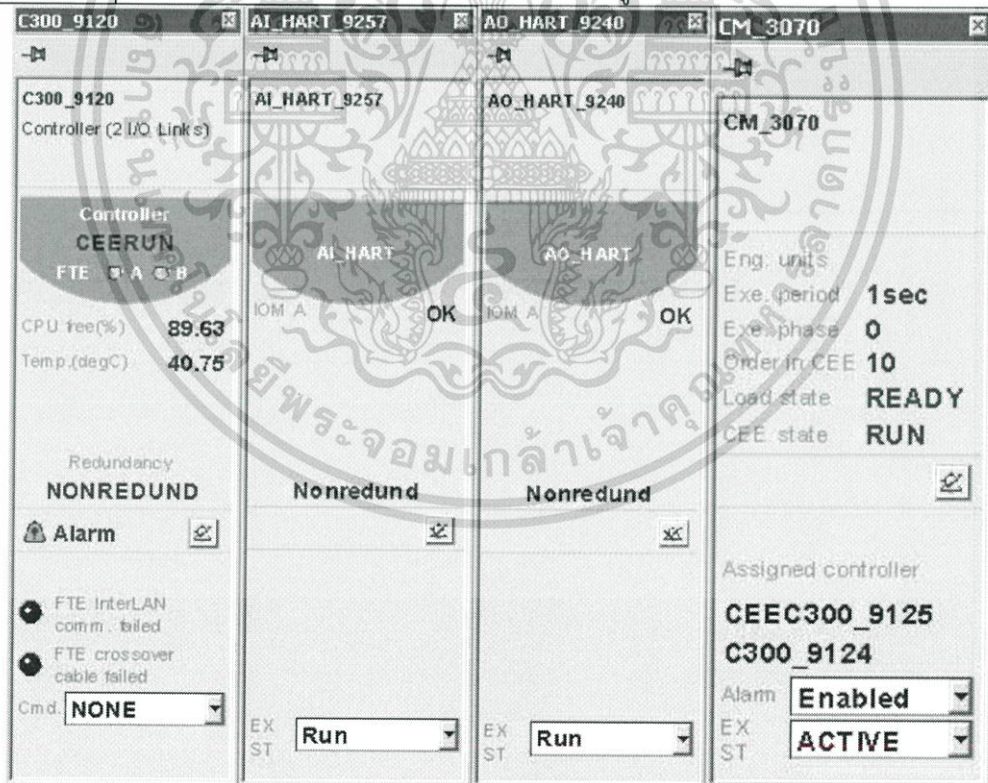 C300_9120
C300_9120
Controller (2 I/O Links)
Controller
CEERUN
FTE A B
CPU free(%) 89.63
Temp.(degC) 40.75
Redundancy
NONREDUND
Alarm
FTE InterLAN
comm. failed
FTE crossover
cable failed
Cmd. NONE
AI_HART_9257
AI_HART_9257
AI_HART
IOM A OK
Nonredund
EX
ST
Run
AO_HART_9240
AO_HART_9240
AO_HART
IOM A OK
Nonredund
EX
ST
Run
CM_3070
CM_3070
Eng. units
Exe. period 1sec
Exe. phase 0
Order in CEE 10
Load state READY
CEE state RUN
Assigned controller
CEEC300_9125
C300_9124
Alarm Enabled
EX
ST
ACTIVE